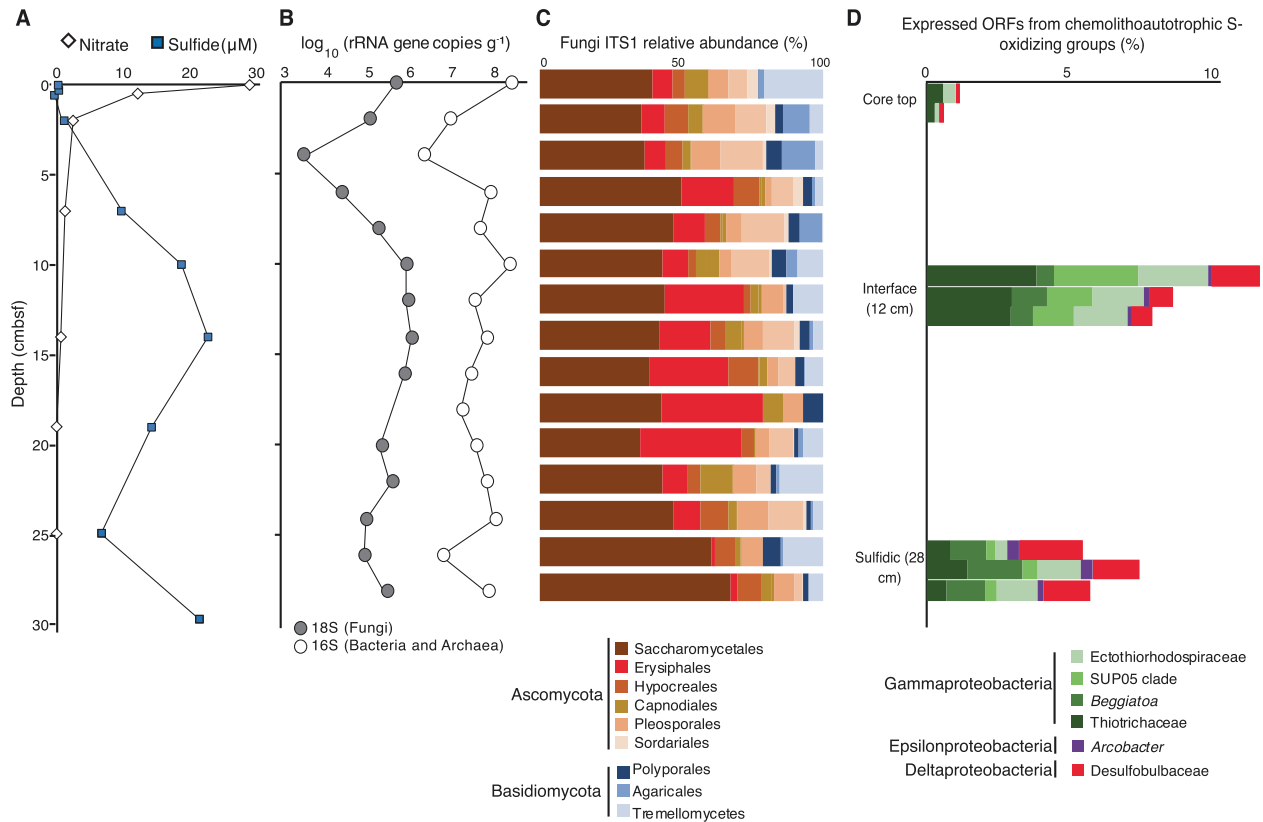 A
Nitrate
Sulfide (µM)
0 10 20 30
0
5
10
15
20
25
30
Depth (cmbsf)
B
log10 (rRNA gene copies g-1)
3 4 5 6 7 8
18S (Fungi)
16S (Bacteria and Archaea)
C
Fungi ITS1 relative abundance (%)
0 50 100
Ascomycota
Saccharomycetales
Erysiphales
Hypocreales
Capnodiales
Pleosporales
Sordariales
Basidiomycota
Polyporales
Agaricales
Tremellomycetes
D
Expressed ORFs from chemolithoautotrophic S-
oxidizing groups (%)
0 5 10
Core top
Interface
(12 cm)
Sulfidic (28
cm)
Gammaproteobacteria
Ectothiorhodospiraceae
SUP05 clade
Beggiatoa
Thiotrichaceae
Epsilonproteobacteria
Arcobacter
Deltaproteobacteria
Desulfobulbaceae